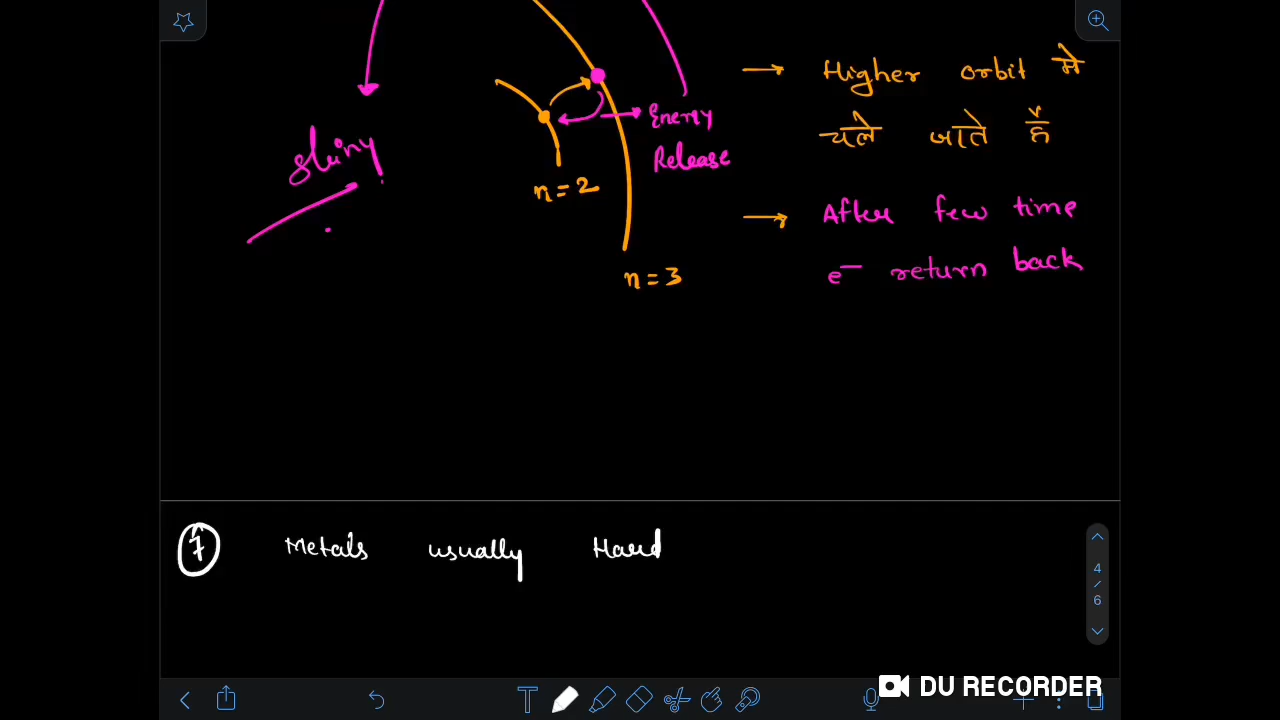 Higher orbit में
चले जाते हैं
Energy
Release
shiny
n = 2
After few time
e⁻ return back
n = 3
7 Metals usually Hard
4
/
6
T
DU RECORDER